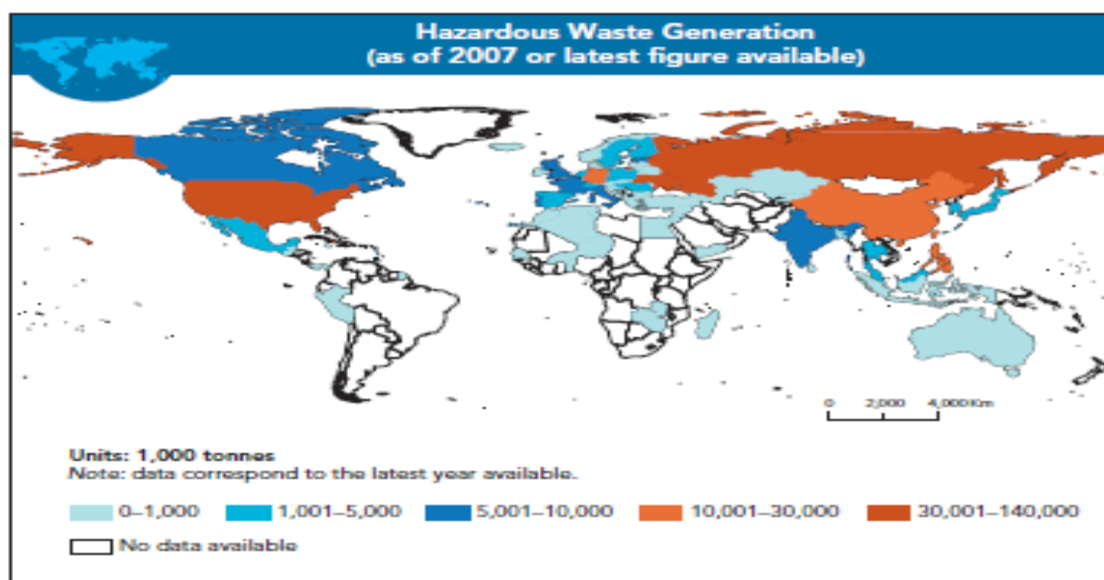 Hazardous Waste Generation
(as of 2007 or latest figure available)
0 2,000 4,000 Km
Units: 1,000 tonnes
Note: data correspond to the latest year available.
0–1,000 1,001–5,000 5,001–10,000 10,001–30,000 30,001–140,000
No data available